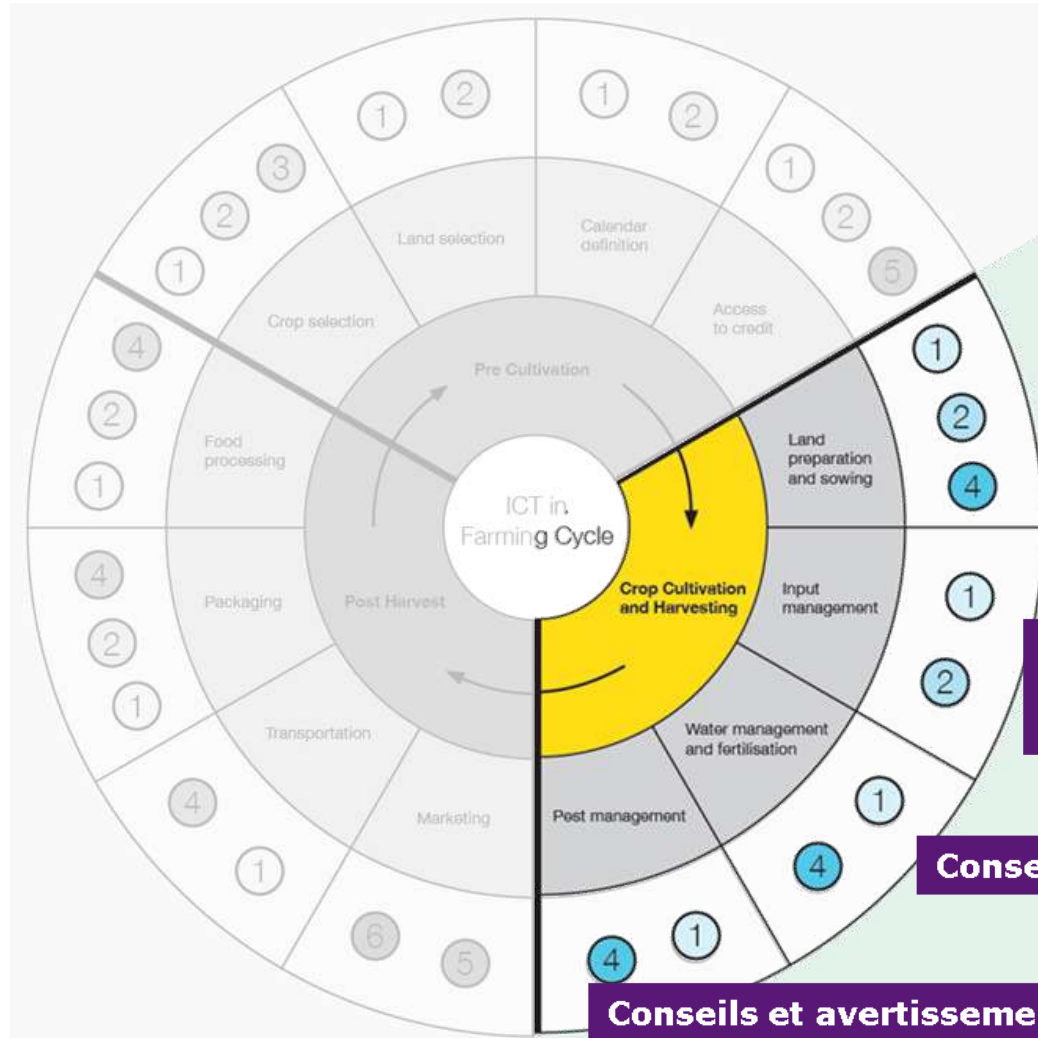 1 2
1 2
3
2
1
1
2
5
Land selection
Calendar
definition
Crop selection
Access
to credit
Pre Cultivation
4
2
1
Food
processing
1
2
4
Land
preparation
and sowing
ICT in
Farming Cycle
4
2
1
Packaging
Post Harvest
Crop Cultivation
and Harvesting
Input
management
1
2
Transportation
Water management
and fertilisation
4
1
Marketing
Pest management
1
4
6
5
4
1
Conse
Conseils et avertisseme